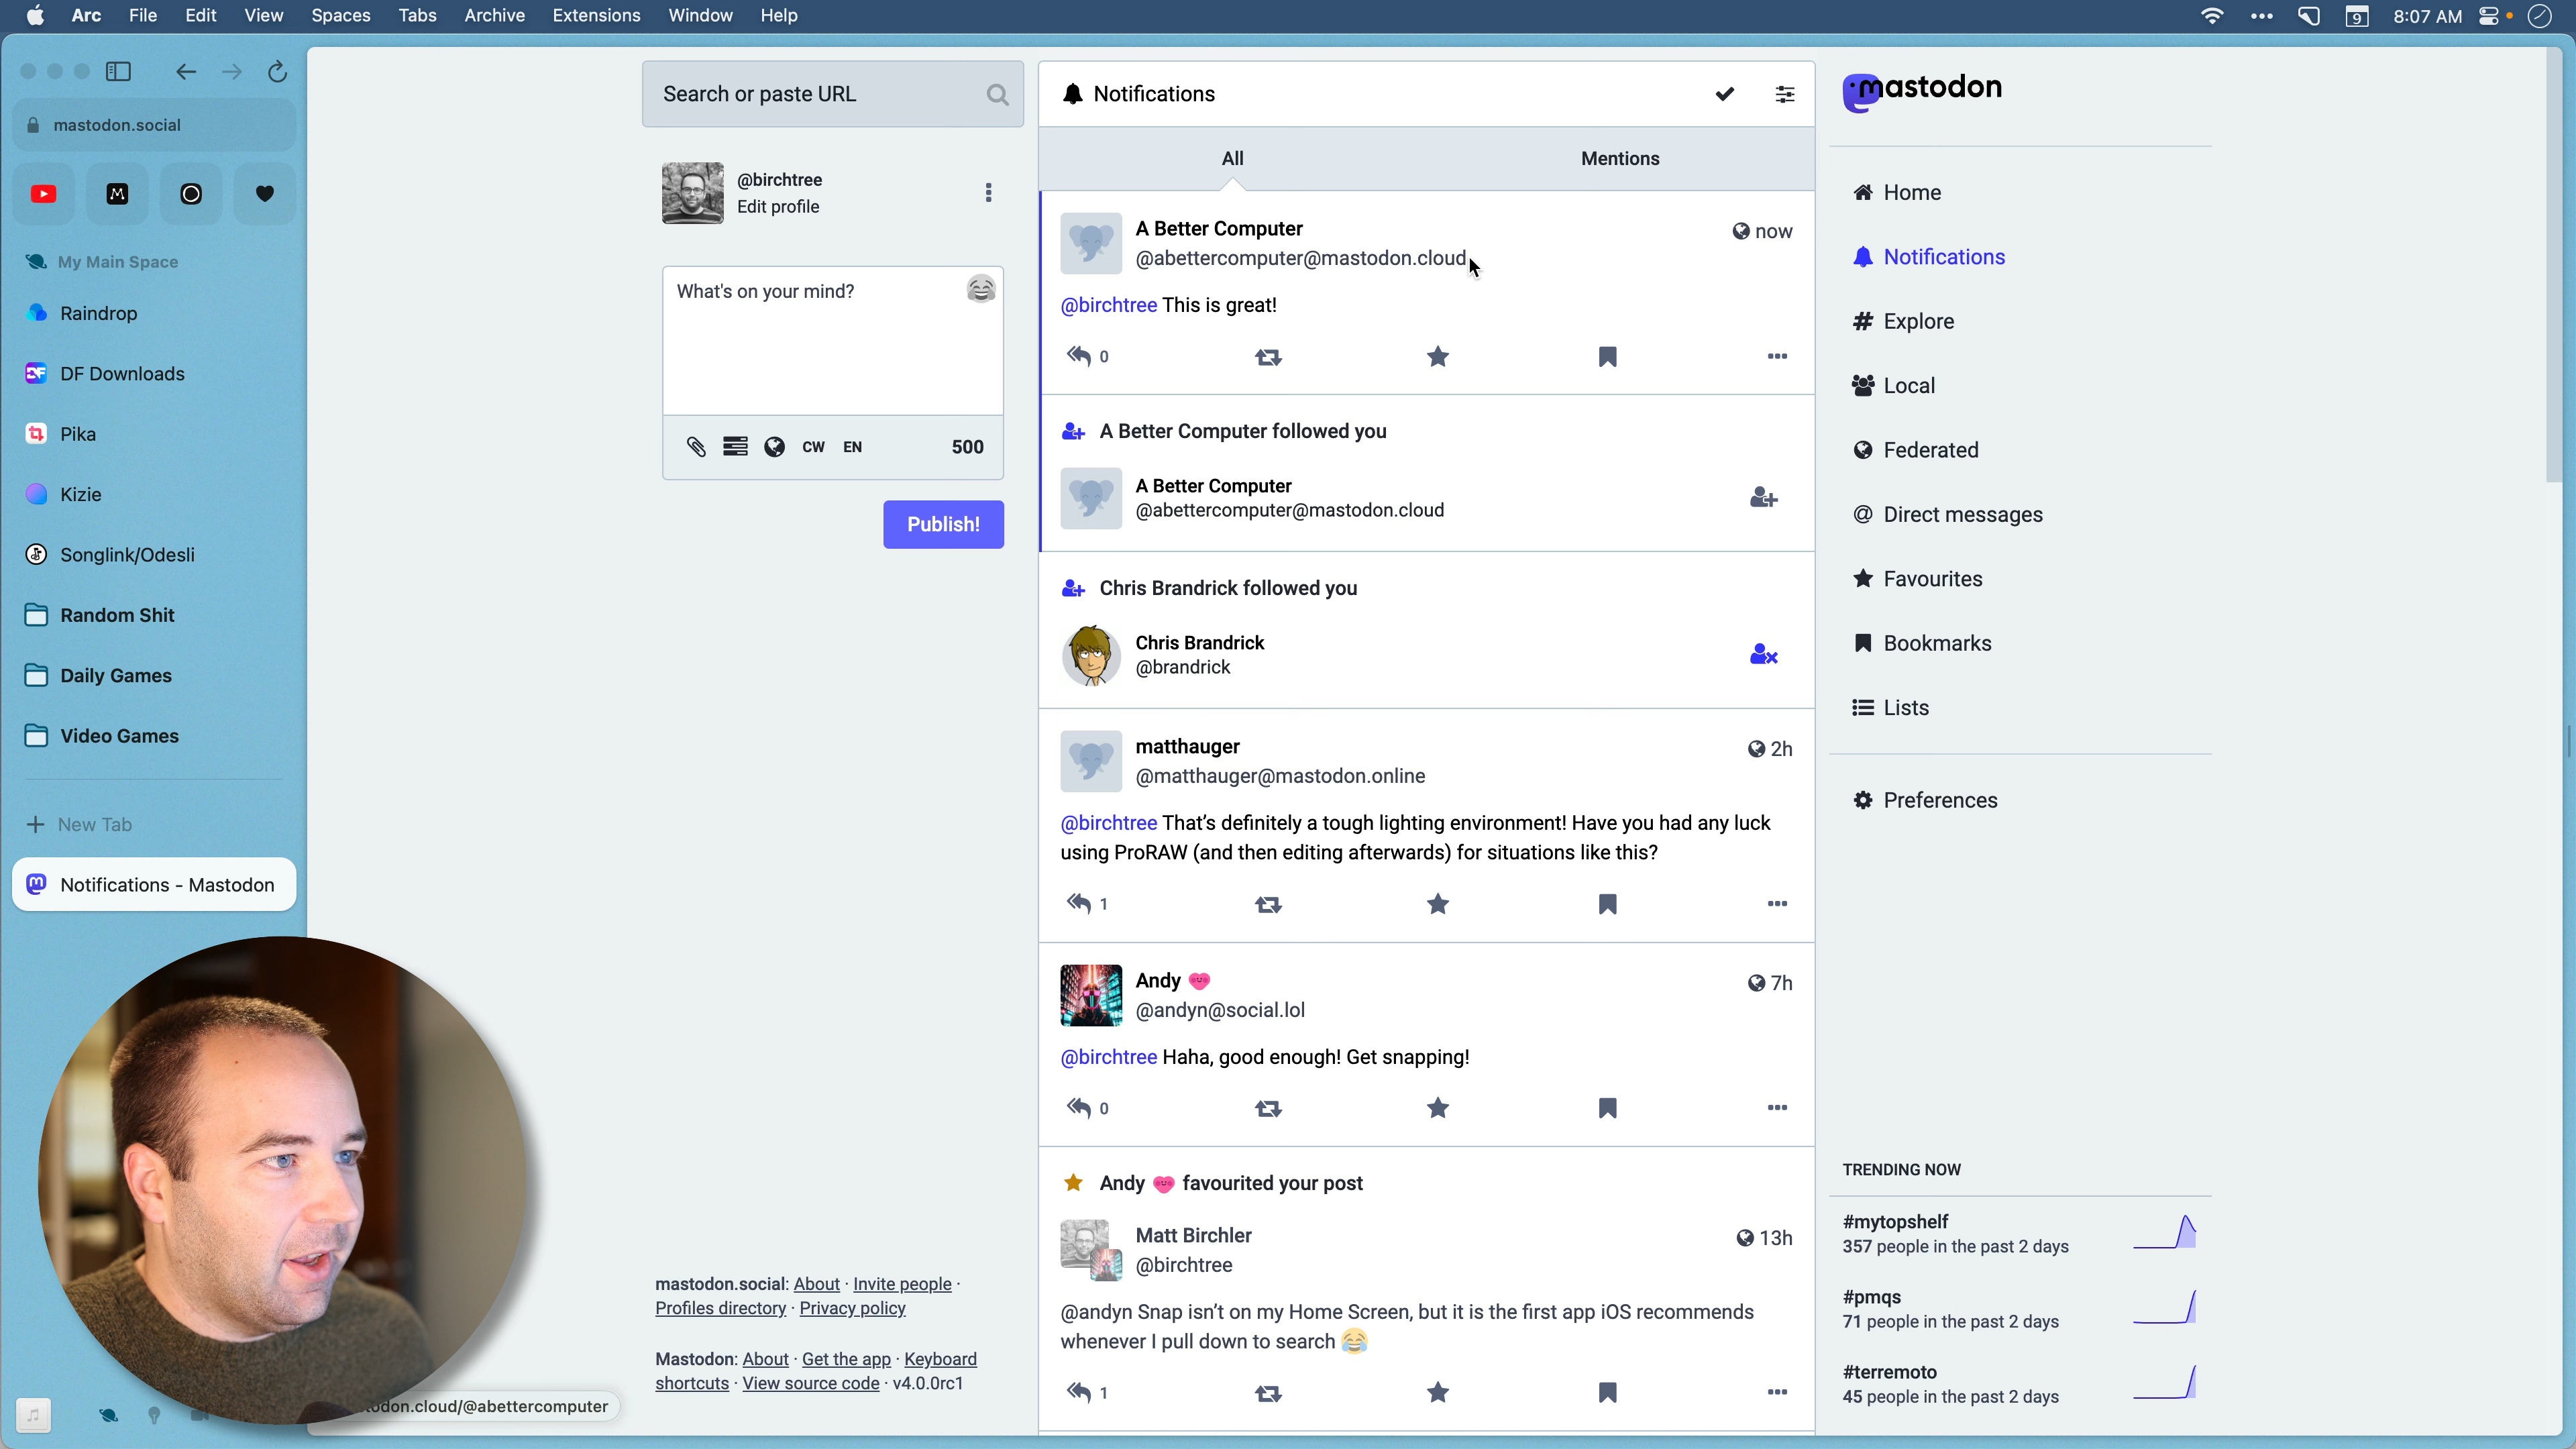 Arc File Edit View Spaces Tabs Archive Extensions Window Help
9 8:07 AM
mastodon.social
My Main Space
Raindrop
DF Downloads
Pika
Kizie
Songlink/Odesli
Random Shit
Daily Games
Video Games
New Tab
Notifications - Mastodon
Search or paste URL
@birchtree
Edit profile
What's on your mind?
CW EN 500
Publish!
mastodon.social: About · Invite people ·
Profiles directory · Privacy policy
Mastodon: About · Get the app · Keyboard
shortcuts · View source code · v4.0.0rc1
todon.cloud/@abettercomputer
Notifications
All Mentions
A Better Computer
now
@abettercomputer@mastodon.cloud
@birchtree This is great!
0
A Better Computer followed you
A Better Computer
@abettercomputer@mastodon.cloud
Chris Brandrick followed you
Chris Brandrick
@brandrick
matthauger
2h
@matthauger@mastodon.online
@birchtree That’s definitely a tough lighting environment! Have you had any luck
using ProRAW (and then editing afterwards) for situations like this?
1
Andy
7h
@andyn@social.lol
@birchtree Haha, good enough! Get snapping!
0
Andy favourited your post
Matt Birchler
13h
@birchtree
@andyn Snap isn’t on my Home Screen, but it is the first app iOS recommends
whenever I pull down to search 😂
1
mastodon
Home
Notifications
Explore
Local
Federated
Direct messages
Favourites
Bookmarks
Lists
Preferences
TRENDING NOW
#mytopshelf
357 people in the past 2 days
#pmqs
71 people in the past 2 days
#terremoto
45 people in the past 2 days